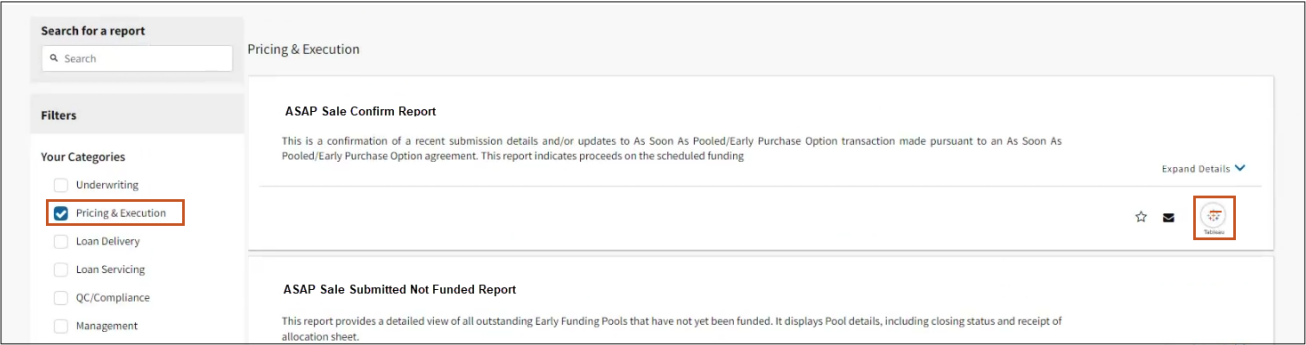 Search for a report
Search
Filters
Your Categories
Underwriting
Pricing & Execution
Loan Delivery
Loan Servicing
QC/Compliance
Management
Pricing & Execution
ASAP Sale Confirm Report
This is a confirmation of a recent submission details and/or updates to As Soon As Pooled/Early Purchase Option transaction made pursuant to an As Soon As
Pooled/Early Purchase Option agreement. This report indicates proceeds on the scheduled funding
Expand Details
Tableau
ASAP Sale Submitted Not Funded Report
This report provides a detailed view of all outstanding Early Funding Pools that have not yet been funded. It displays Pool details, including closing status and receipt of
allocation sheet.